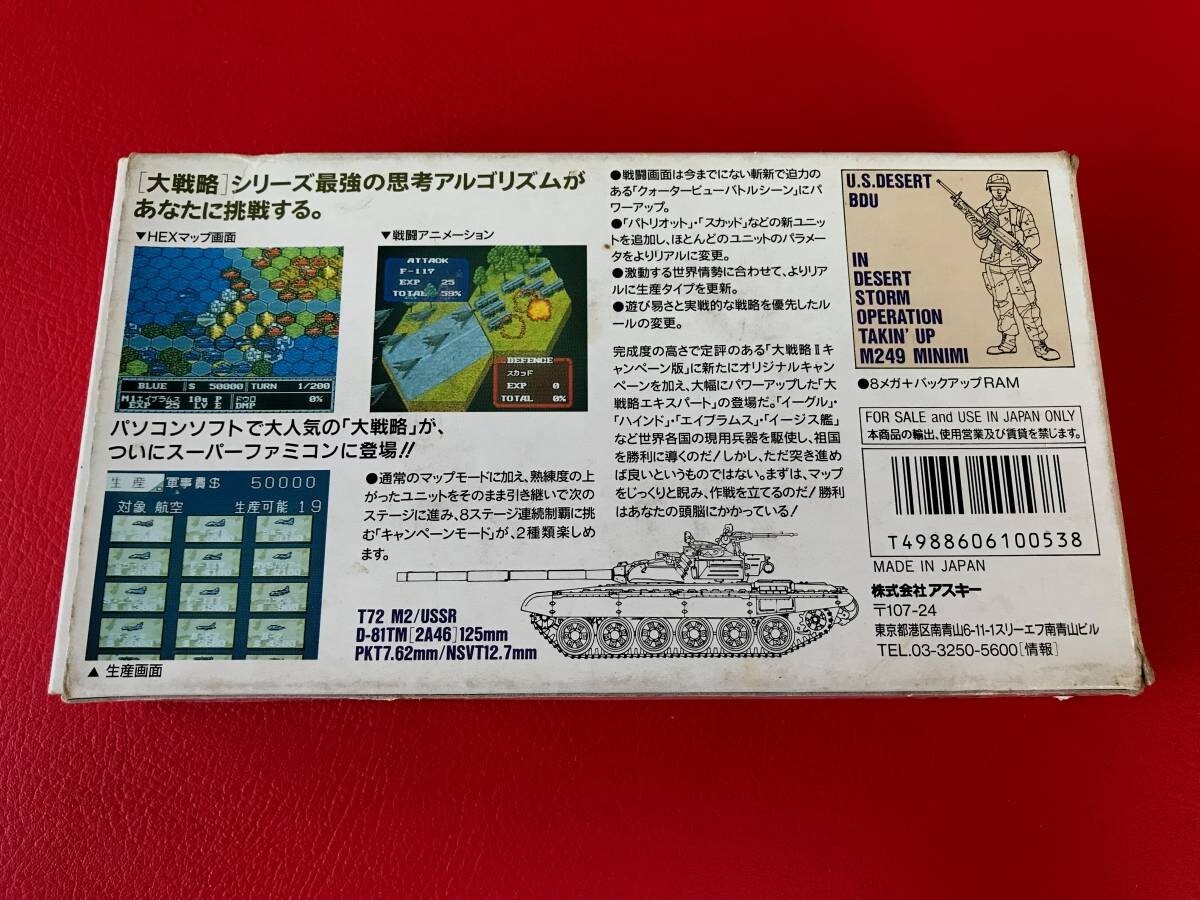 ［大戦略］シリーズ最強の思考アルゴリズムが
あなたに挑戦する。
▼HEXマップ画面
BLUE S 50000 TURN 1/200
M1エイブラムス 10u P ドウロ 0%
EXP 25 LV E DMP
▼戦闘アニメーション
ATTACK
F-117
EXP 25
TOTAL 59%
DEFENCE
スカッド
EXP 0
TOTAL 0%
パソコンソフトで大人気の「大戦略」が、
ついにスーパーファミコンに登場!!
生産 軍事費$ 50000
対象 航空 生産可能 19
▲ 生産画面
●通常のマップモードに加え、熟練度の上
がったユニットをそのまま引き継いで次の
ステージに進み、8ステージ連続制覇に挑
む「キャンペーンモード」が、2種類楽しめ
ます。
●戦闘画面は今までにない斬新で迫力の
ある「クォータービューバトルシーン」にパ
ワーアップ。
●「パトリオット」・「スカッド」などの新ユニッ
トを追加し、ほとんどのユニットのパラメー
タをよりリアルに変更。
●激動する世界情勢に合わせて、よりリア
ルに生産タイプを更新。
●遊び易さと実戦的な戦略を優先したル
ールの変更。
完成度の高さで定評のある「大戦略Ⅱキ
ャンペーン版」に新たにオリジナルキャン
ペーンを加え、大幅にパワーアップした「大
戦略エキスパート」の登場だ。「イーグル」・
「ハインド」・「エイブラムス」・「イージス艦」
など世界各国の現用兵器を駆使し、祖国
を勝利に導くのだ！しかし、ただ突き進め
ば良いというものではない。まずは、マップ
をじっくりと睨み、作戦を立てるのだ！勝利
はあなたの頭脳にかかっている！
T72 M2/USSR
D-81TM[2A46]125mm
PKT7.62mm/NSVT12.7mm
U.S.DESERT
BDU
IN
DESERT
STORM
OPERATION
TAKIN' UP
M249 MINIMI
●8メガ+バックアップRAM
FOR SALE and USE IN JAPAN ONLY
本商品の輸出、使用営業及び賃貸を禁じます。
T4988606100538
MADE IN JAPAN
株式会社アスキー
〒107-24
東京都港区南青山6-11-1スリーエフ南青山ビル
TEL.03-3250-5600［情報］